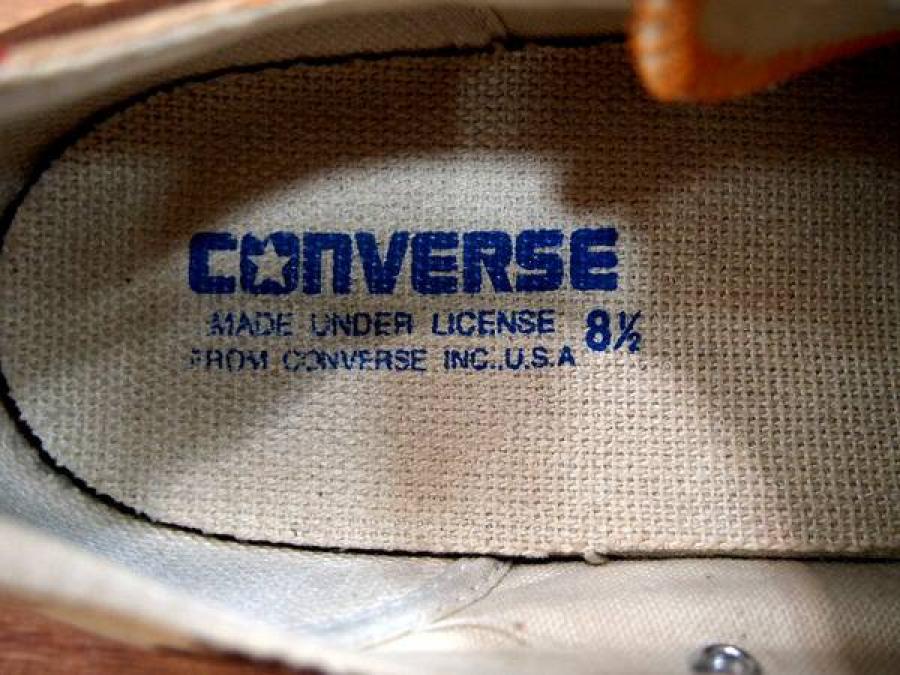 CONVERSE
MADE UNDER LICENSE 8½
FROM CONVERSE INC..U.S.A